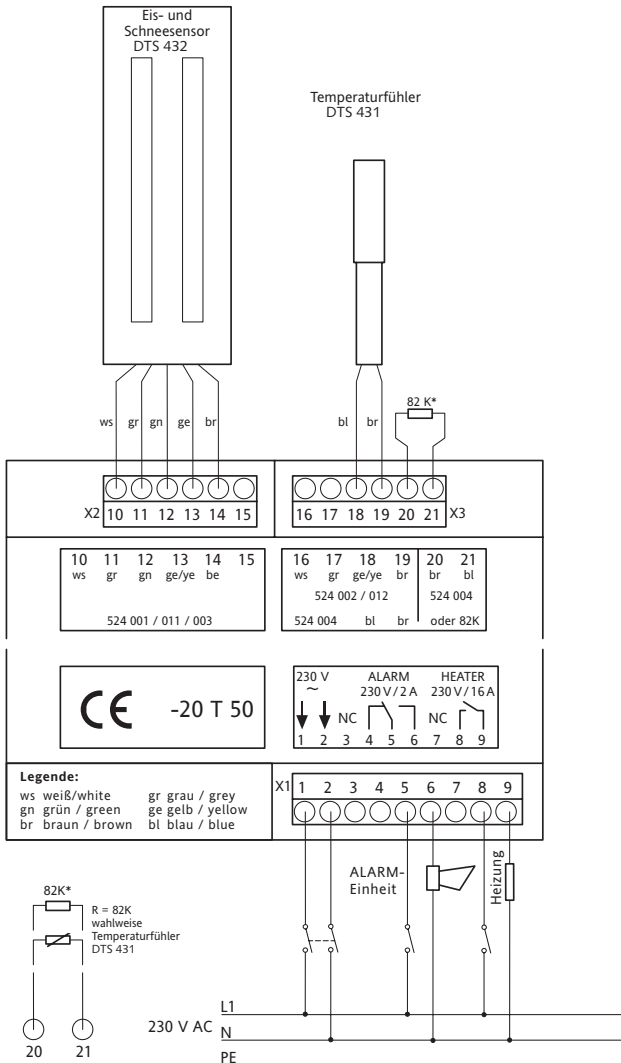 Eis- und
Schneesensor
DTS 432
Temperaturfühler
DTS 431
ws gr gn ge br
bl br
82 K*
X2 10 11 12 13 14 15
16 17 18 19 20 21 X3
10 11 12 13 14 15
ws gr gn ge/ye be
524 001 / 011 / 003
16 17 18 19 20 21
ws gr ge/ye br br bl
524 002 / 012 524 004
524 004 bl br oder 82K
CE -20 T 50
230 V ALARM HEATER
~ 230 V/2 A 230 V/16 A
NC NC
1 2 3 4 5 6 7 8 9
Legende:
ws weiß/white gr grau / grey
gn grün / green ge gelb / yellow
br braun / brown bl blau / blue
X1 1 2 3 4 5 6 7 8 9
ALARM-
Einheit
Heizung
82K*
R = 82K
wahlweise
Temperaturfühler
DTS 431
20 21
230 V AC
L1
N
PE